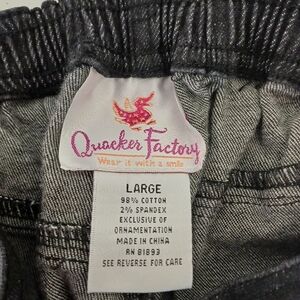 Quacker Factory
Wear it with a smile
LARGE
98% COTTON
2% SPANDEX
EXCLUSIVE OF
ORNAMENTATION
MADE IN CHINA
RN 81893
SEE REVERSE FOR CARE